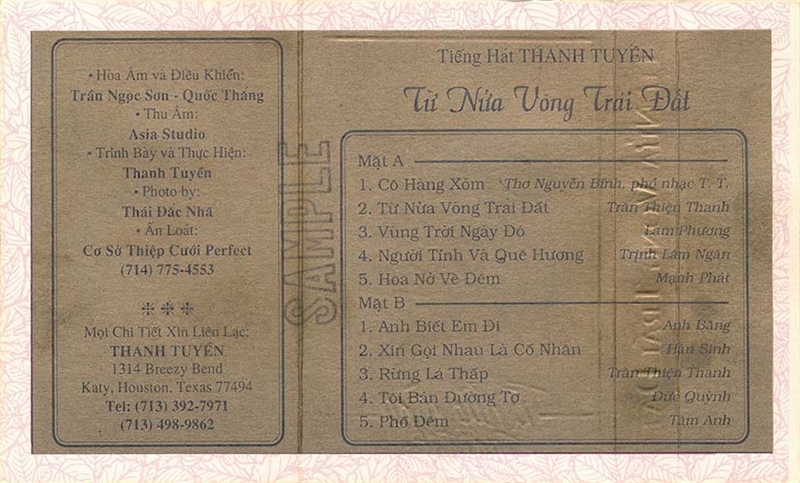 • Hòa Âm và Điều Khiển:
Trần Ngọc Sơn - Quốc Thắng
• Thu Âm:
Asia Studio
• Trình Bày và Thực Hiện:
Thanh Tuyền
• Photo by:
Thái Đắc Nhã
• Ấn Loát:
Cơ Sở Thiệp Cưới Perfect
(714) 775-4553
Mọi Chi Tiết Xin Liên Lạc:
THANH TUYỀN
1314 Breezy Bend
Katy, Houston, Texas 77494
Tel: (713) 392-7971
(713) 498-9862
SAMPLE
Tiếng Hát THANH TUYỀN
Từ Nửa Vòng Trái Đất
Mặt A
1. Cô Hàng Xóm Thơ Nguyễn Bính, phổ nhạc T. T.
2. Từ Nửa Vòng Trái Đất Trần Thiện Thanh
3. Vùng Trời Ngày Đó Lam Phương
4. Người Tình Và Quê Hương Trịnh Lâm Ngân
5. Hoa Nở Về Đêm Mạnh Phát
Mặt B
1. Anh Biết Em Đi Anh Bằng
2. Xin Gọi Nhau Là Cố Nhân Hàn Sinh
3. Rừng Lá Thấp Trần Thiện Thanh
4. Tôi Bán Đường Tơ Đức Quỳnh
5. Phố Đêm Tâm Anh